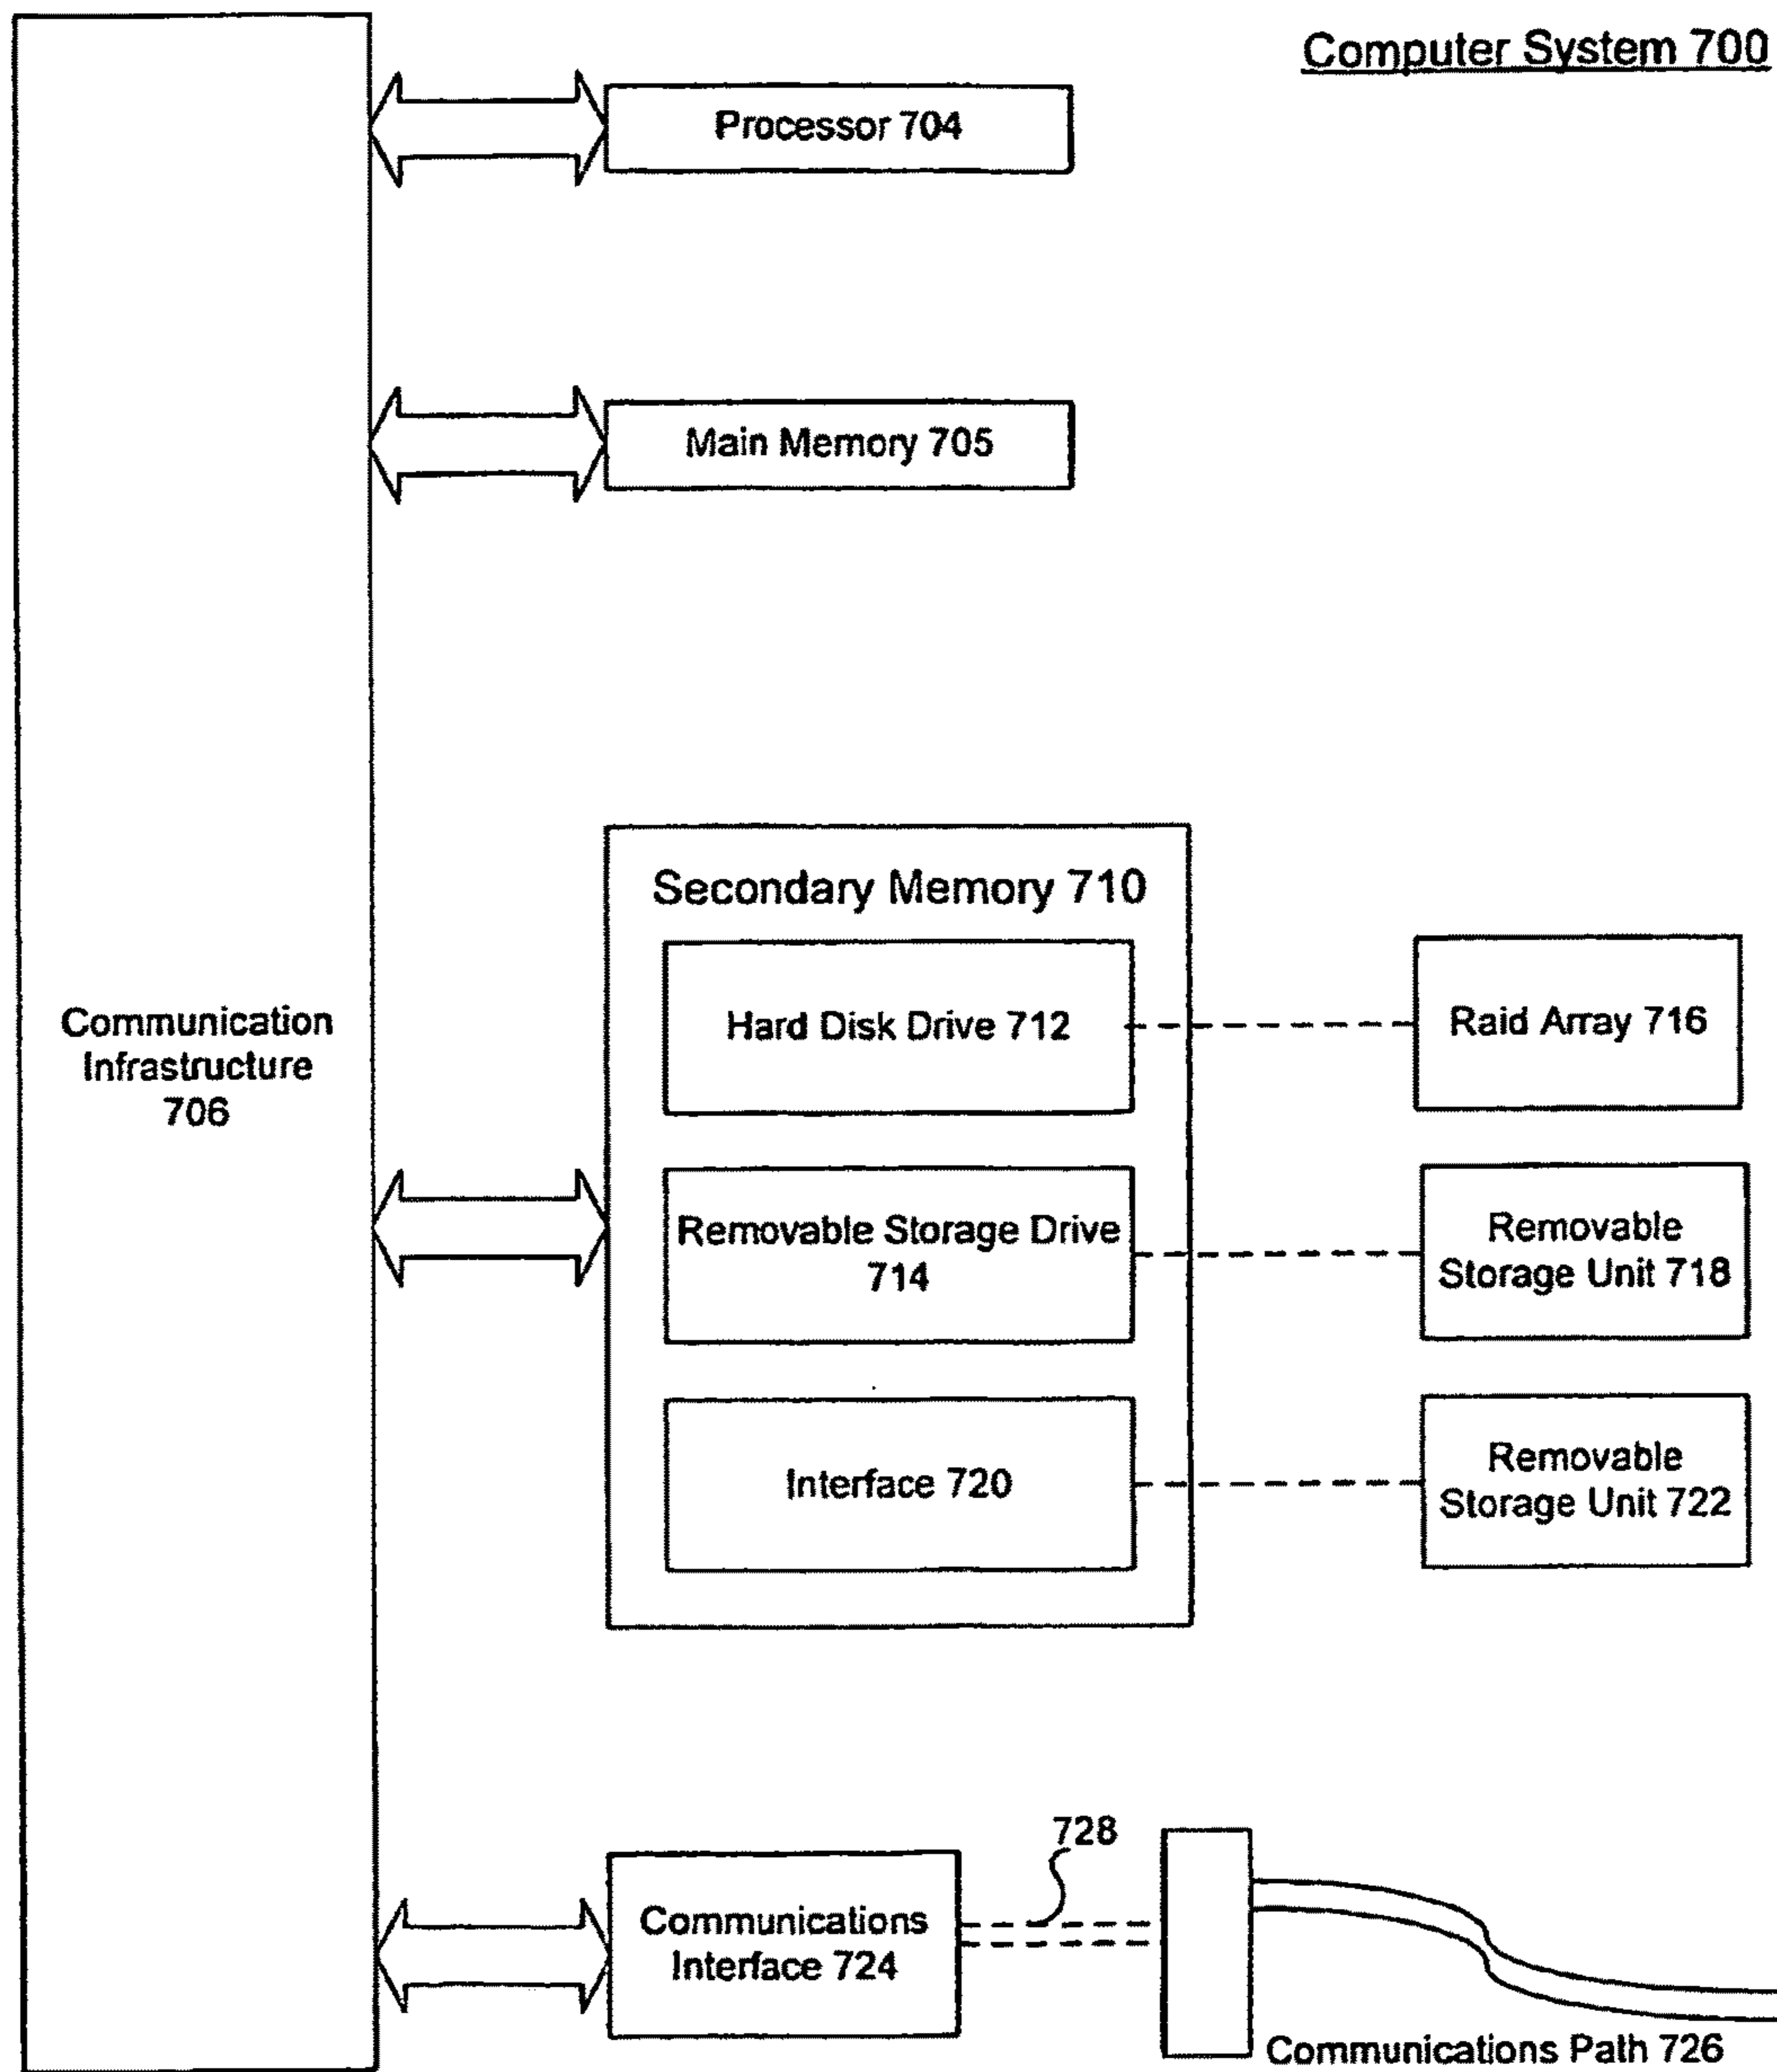 Computer System 700
Processor 704
Main Memory 705
Communication
Infrastructure
706
Secondary Memory 710
Hard Disk Drive 712
Raid Array 716
Removable Storage Drive
714
Removable
Storage Unit 718
Interface 720
Removable
Storage Unit 722
728
Communications
Interface 724
Communications Path 726